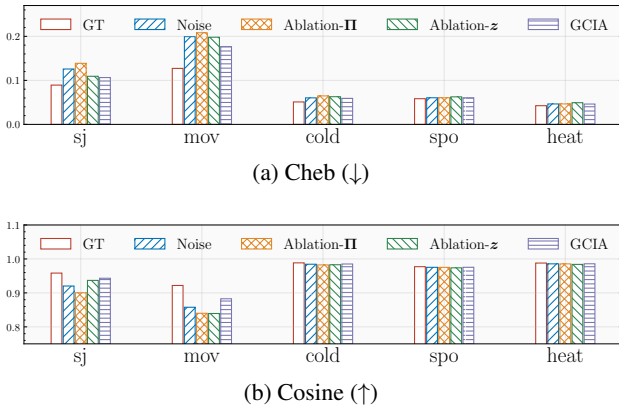 GT Noise Ablation-Π Ablation-z GCIA
0.2
0.1
0.0
sj mov cold spo heat
(a) Cheb (↓)
1.1
GT Noise Ablation-Π Ablation-z GCIA
1.0
0.9
0.8
sj mov cold spo heat
(b) Cosine (↑)